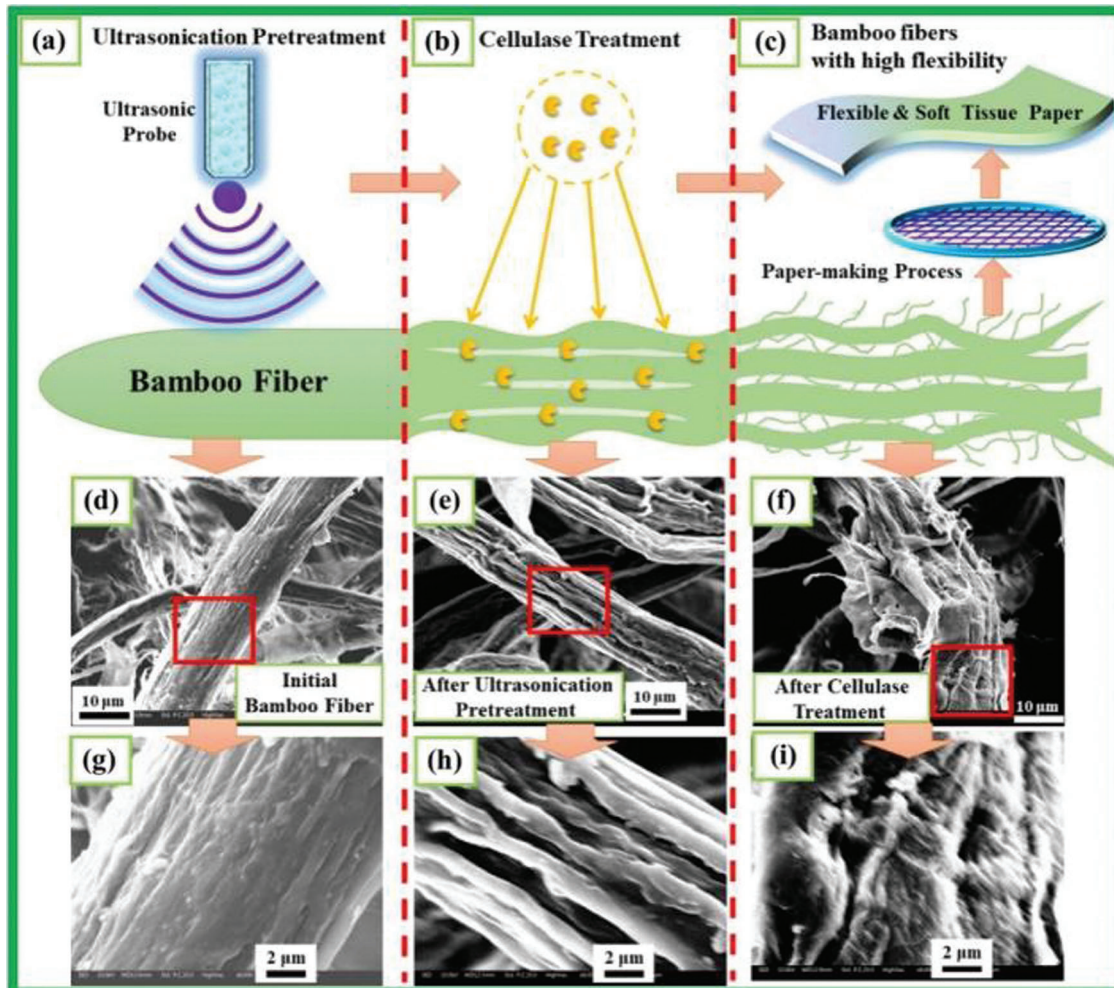 (a)
Ultrasonication Pretreatment
Ultrasonic
Probe
(b)
Cellulase Treatment
(c)
Bamboo fibers
with high flexibility
Flexible & Soft Tissue Paper
Paper-making Process
Bamboo Fiber
(d)
10 μm
Initial
Bamboo Fiber
(e)
After Ultrasonication
Pretreatment
10 μm
(f)
After Cellulase
Treatment
10 μm
(g)
2 μm
(h)
2 μm
(i)
2 μm